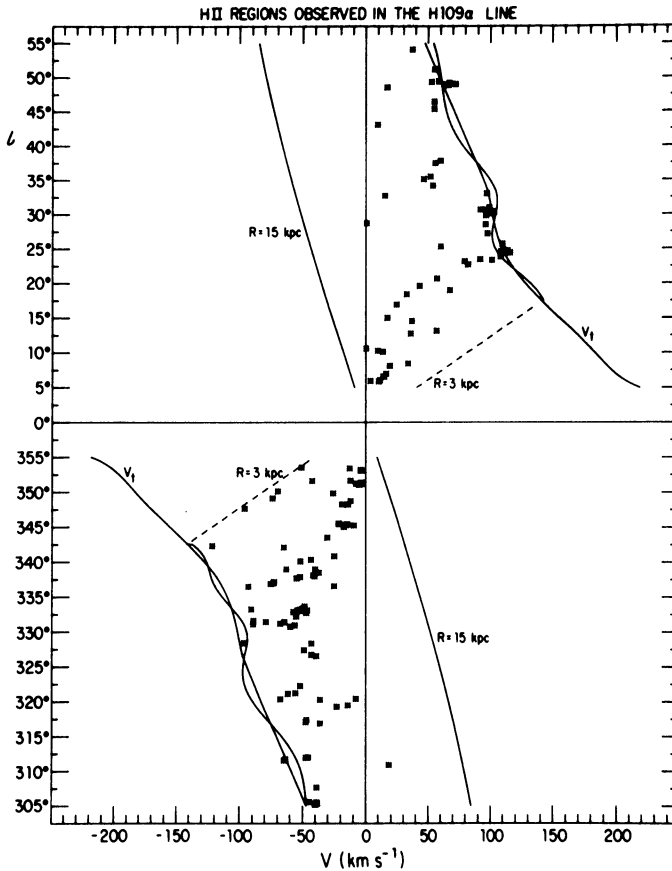 HII REGIONS OBSERVED IN THE H109α LINE
55°
50°
45°
40°
35°
30°
25°
20°
15°
10°
5°
0°
ℓ
R = 15 kpc
R = 3 kpc
Vt
355°
350°
345°
340°
335°
330°
325°
320°
315°
310°
305°
Vt
R = 3 kpc
R = 15 kpc
-200 -150 -100 -50 0 50 100 150 200
V (km s⁻¹)